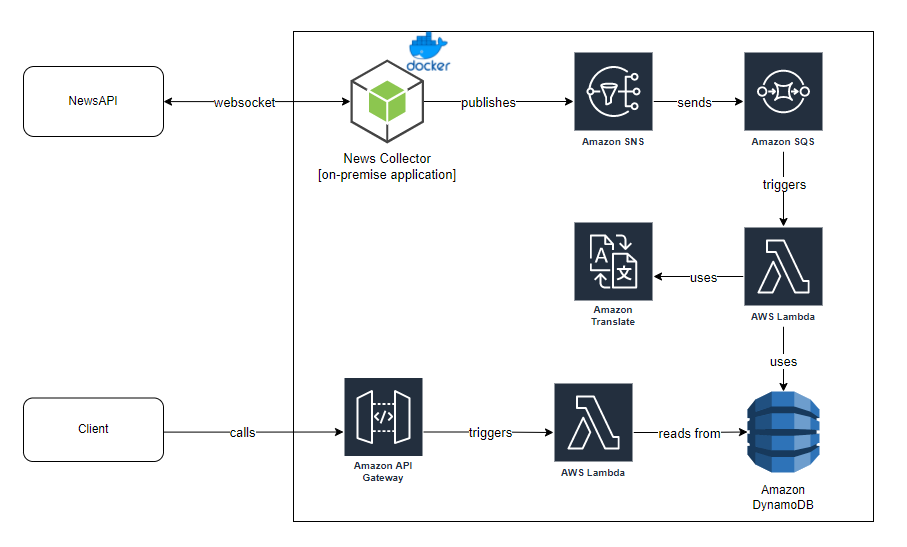 docker
NewsAPI
websocket
publishes
sends
News Collector
[on-premise application]
Amazon SNS
Amazon SQS
triggers
A
文
uses
Amazon
Translate
AWS Lambda
uses
Client
calls
</>
triggers
reads from
Amazon API
Gateway
AWS Lambda
Amazon
DynamoDB